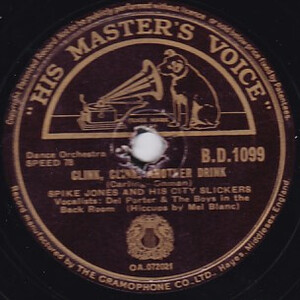 "HIS MASTER'S VOICE"
Dance Orchestra
SPEED 78
B.D.1099
CLINK, CLINK, ANOTHER DRINK
SPIKE JONES AND HIS CITY SLICKERS
Vocalists: Del Porter & The Boys in the
Back Room (Hiccups by Mel Blanc)
OA.072021
Record manufactured by THE GRAMOPHONE CO., LTD., Hayes, Middlesex, England.